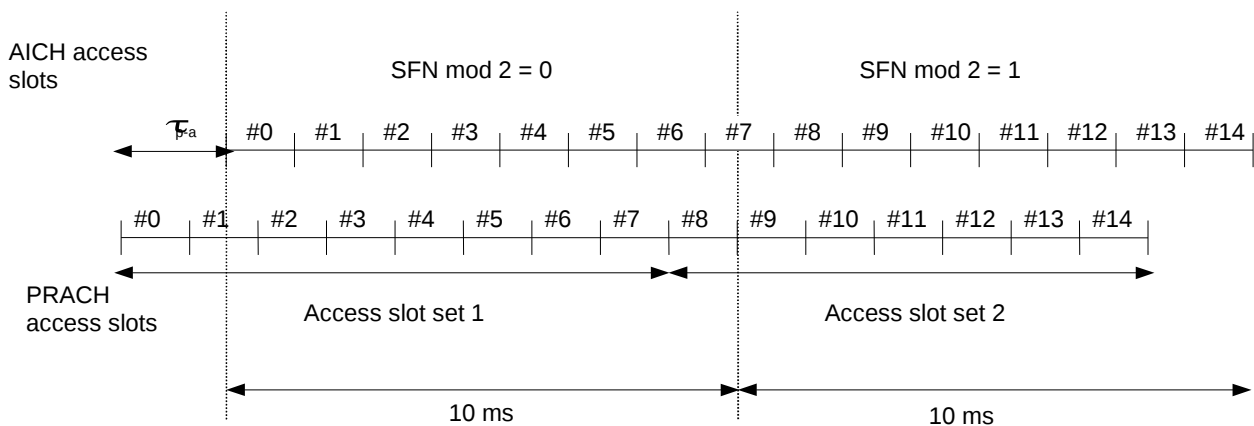 AICH access
slots
SFN mod 2 = 0
SFN mod 2 = 1
τp-a
#0 #1 #2 #3 #4 #5 #6 #7 #8 #9 #10 #11 #12 #13 #14
#0 #1 #2 #3 #4 #5 #6 #7 #8 #9 #10 #11 #12 #13 #14
PRACH
access slots
Access slot set 1
Access slot set 2
10 ms
10 ms